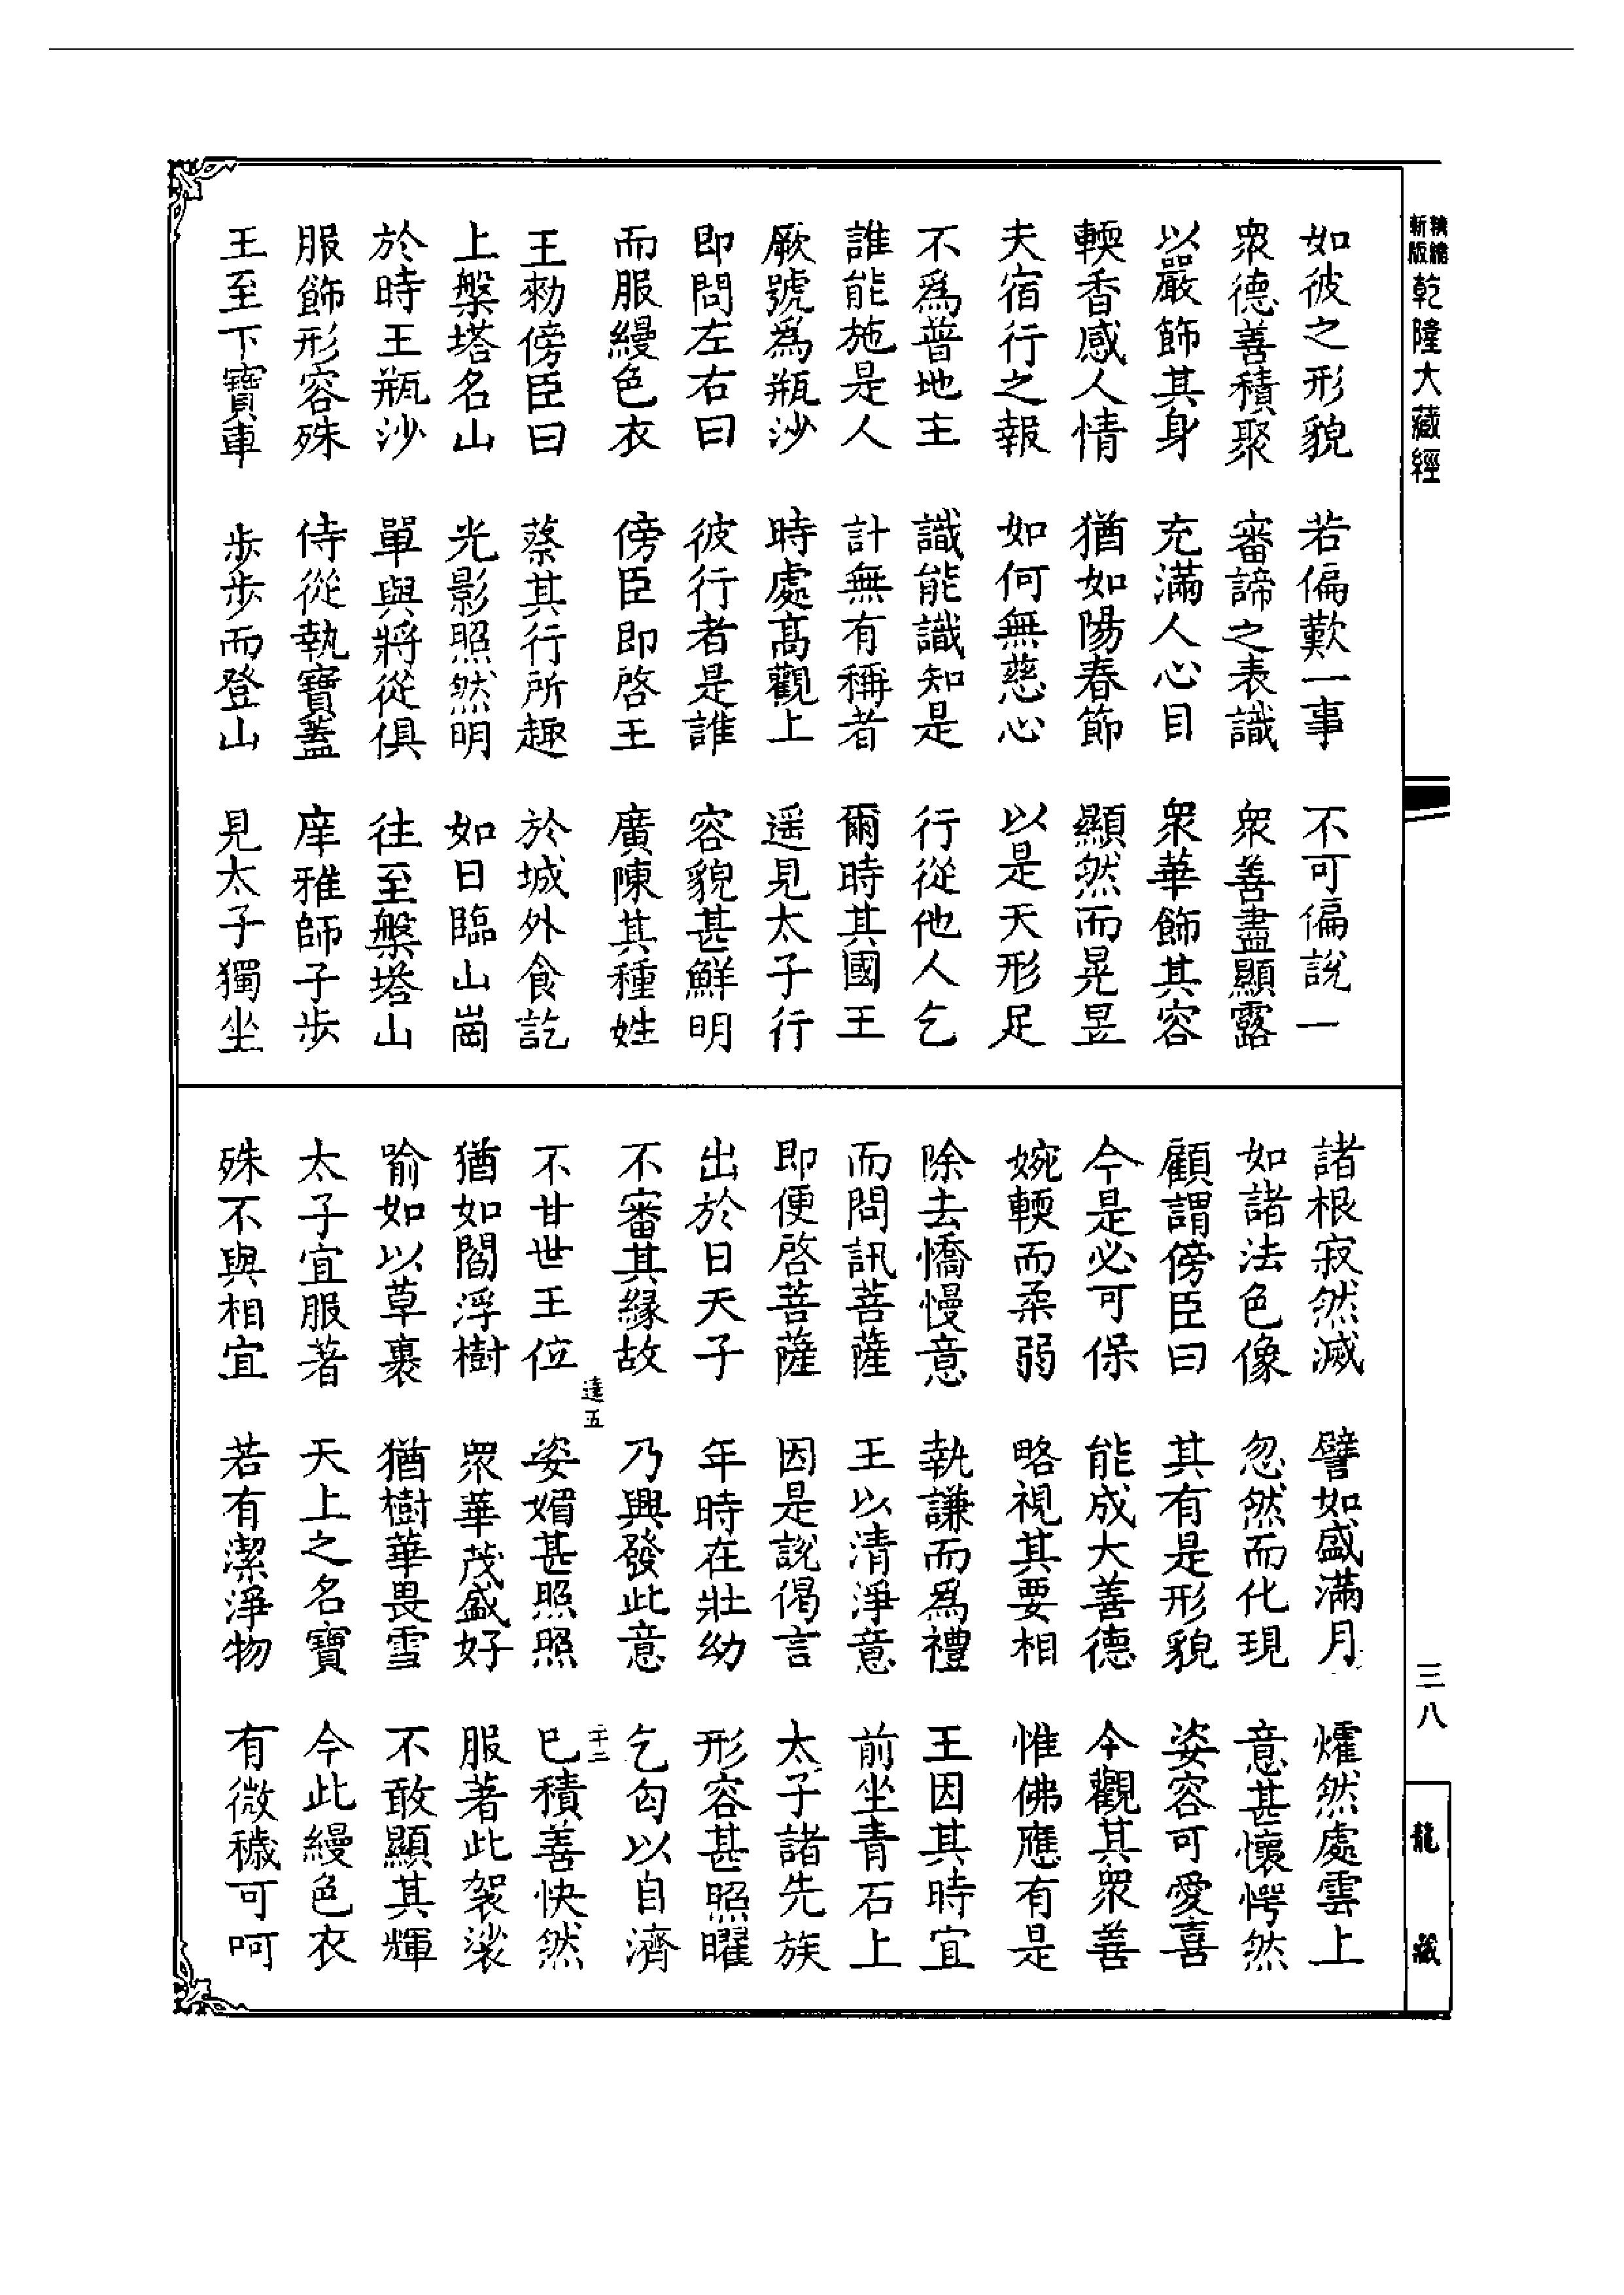 精縮新版乾隆大藏經
如彼之形貌　若偏歎一事　不可偏說一
衆德善積聚　審諦之表識　衆善盡顯露
以嚴飾其身　充滿人心目　衆華飾其容
輭香感人情　猶如陽春節　顯然而晃昱
夫宿行之報　如何無慈心　以是天形足
不爲普地主　識能識知是　行從他人乞
誰能施是人　計無有稱者　爾時其國王
厥號爲瓶沙　時處高觀上　遥見太子行
即問左右曰　彼行者是誰　容貌甚鮮明
而服縵色衣　傍臣即啓王　廣陳其種姓
王勑傍臣曰　蔡其行所趣　於城外食訖
上槃塔名山　光影照然明　如日臨山崗
於時王瓶沙　單與將從俱　往至槃塔山
服飾形容殊　侍從執寶蓋　庠雅師子步
王至下寶車　步步而登山　見太子獨坐
諸根寂然滅　譬如盛滿月　燿然處雲上
如諸法色像　忽然而化現　意甚懷愕然
顧謂傍臣曰　其有是形貌　姿容可愛喜
今是必可保　能成大善德　今觀其衆善
婉輭而柔弱　略視其要相　惟佛應有是
除去憍慢意　執謙而爲禮　王因其時宜
而問訊菩薩　王以清淨意　前坐青石上
即便啓菩薩　因是說偈言　太子諸先族
出於日天子　年時在壯幼　形容甚照曜
不審其緣故　乃興發此意　乞匃以自濟
達五　二十二
不甘世王位　姿媚甚照照　已積善快然
猶如閻浮樹　衆華茂盛好　服著此袈裟
喻如以草裹　猶樹華畏雪　不敢顯其輝
太子宜服著　天上之名寶　今此縵色衣
殊不與相宜　若有潔淨物　有微穢可呵
三八
龍藏